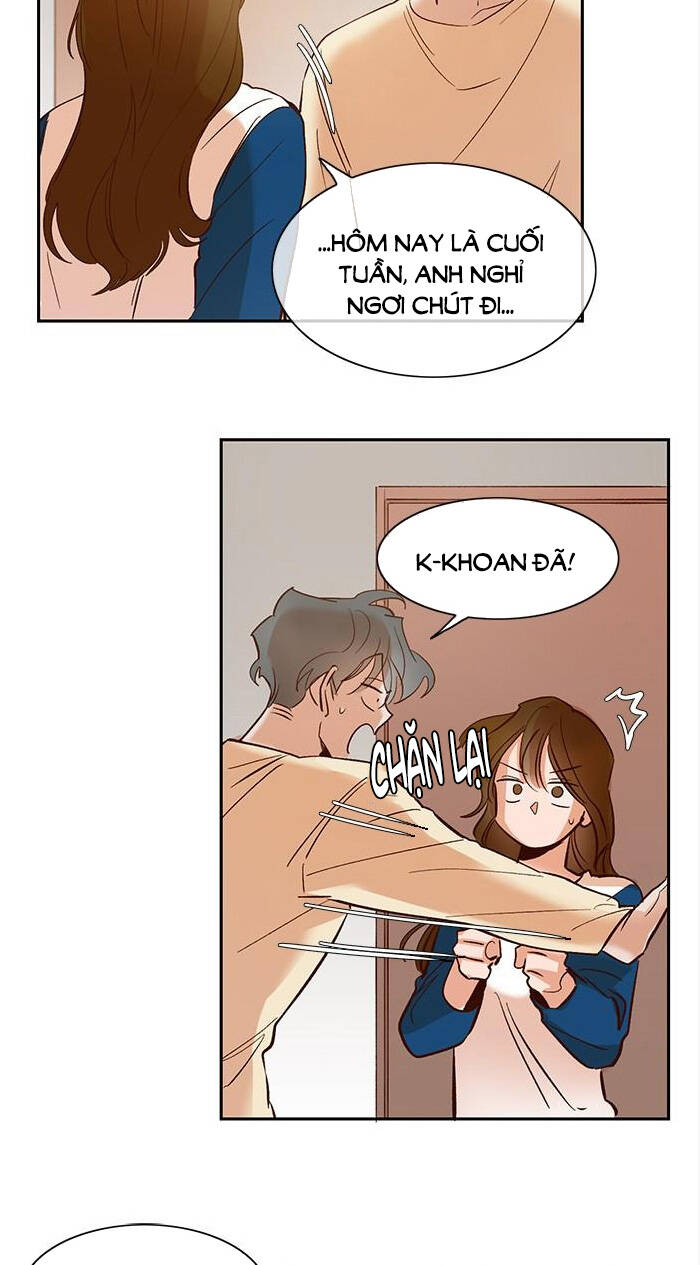 ...HÔM NAY LÀ CUỐI
TUẦN, ANH NGHỈ
NGƠI CHÚT ĐI...
K-KHOAN ĐÃ!
CHẶN LẠI